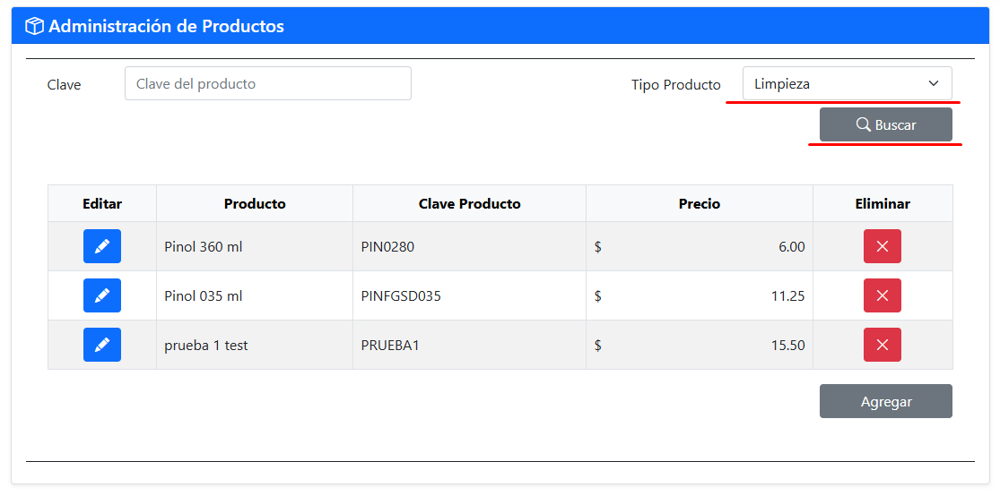 Administración de Productos
Clave Clave del producto Tipo Producto Limpieza
Buscar
Editar Producto Clave Producto Precio Eliminar
Pinol 360 ml PIN0280 $ 6.00
Pinol 035 ml PINFGSD035 $ 11.25
prueba 1 test PRUEBA1 $ 15.50
Agregar